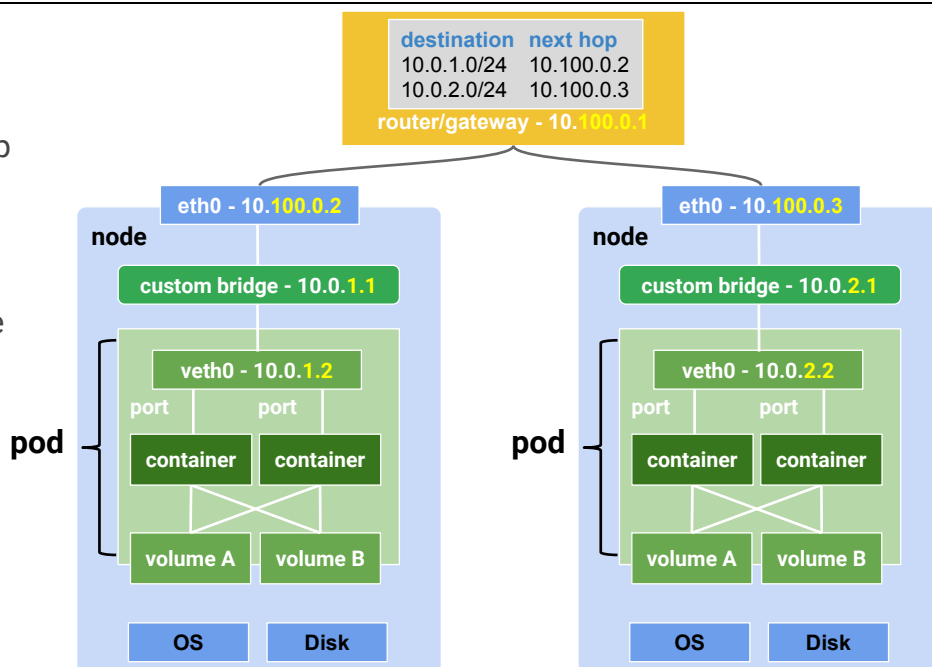 destination next hop
10.0.1.0/24 10.100.0.2
10.0.2.0/24 10.100.0.3
router/gateway - 10.100.0.1
eth0 - 10.100.0.2
node
custom bridge - 10.0.1.1
veth0 - 10.0.1.2
port port
pod
container container
volume A volume B
OS Disk
eth0 - 10.100.0.3
node
custom bridge - 10.0.2.1
veth0 - 10.0.2.2
port port
pod
container container
volume A volume B
OS Disk